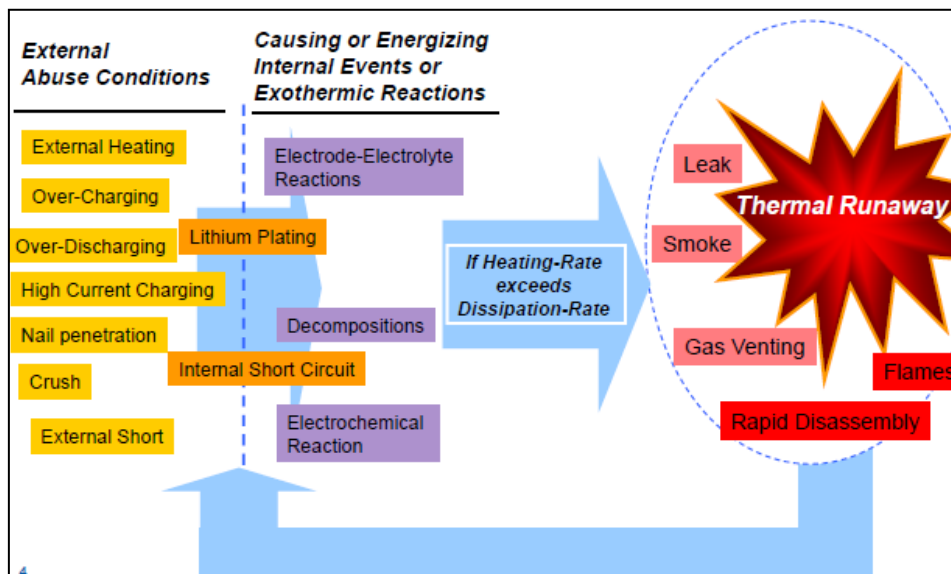 External
Abuse Conditions
Causing or Energizing
Internal Events or
Exothermic Reactions
External Heating
Over-Charging
Over-Discharging
High Current Charging
Nail penetration
Crush
External Short
Lithium Plating
Internal Short Circuit
Electrode-Electrolyte
Reactions
Decompositions
Electrochemical
Reaction
If Heating-Rate
exceeds
Dissipation-Rate
Leak
Thermal Runaway
Smoke
Gas Venting
Flames
Rapid Disassembly
4